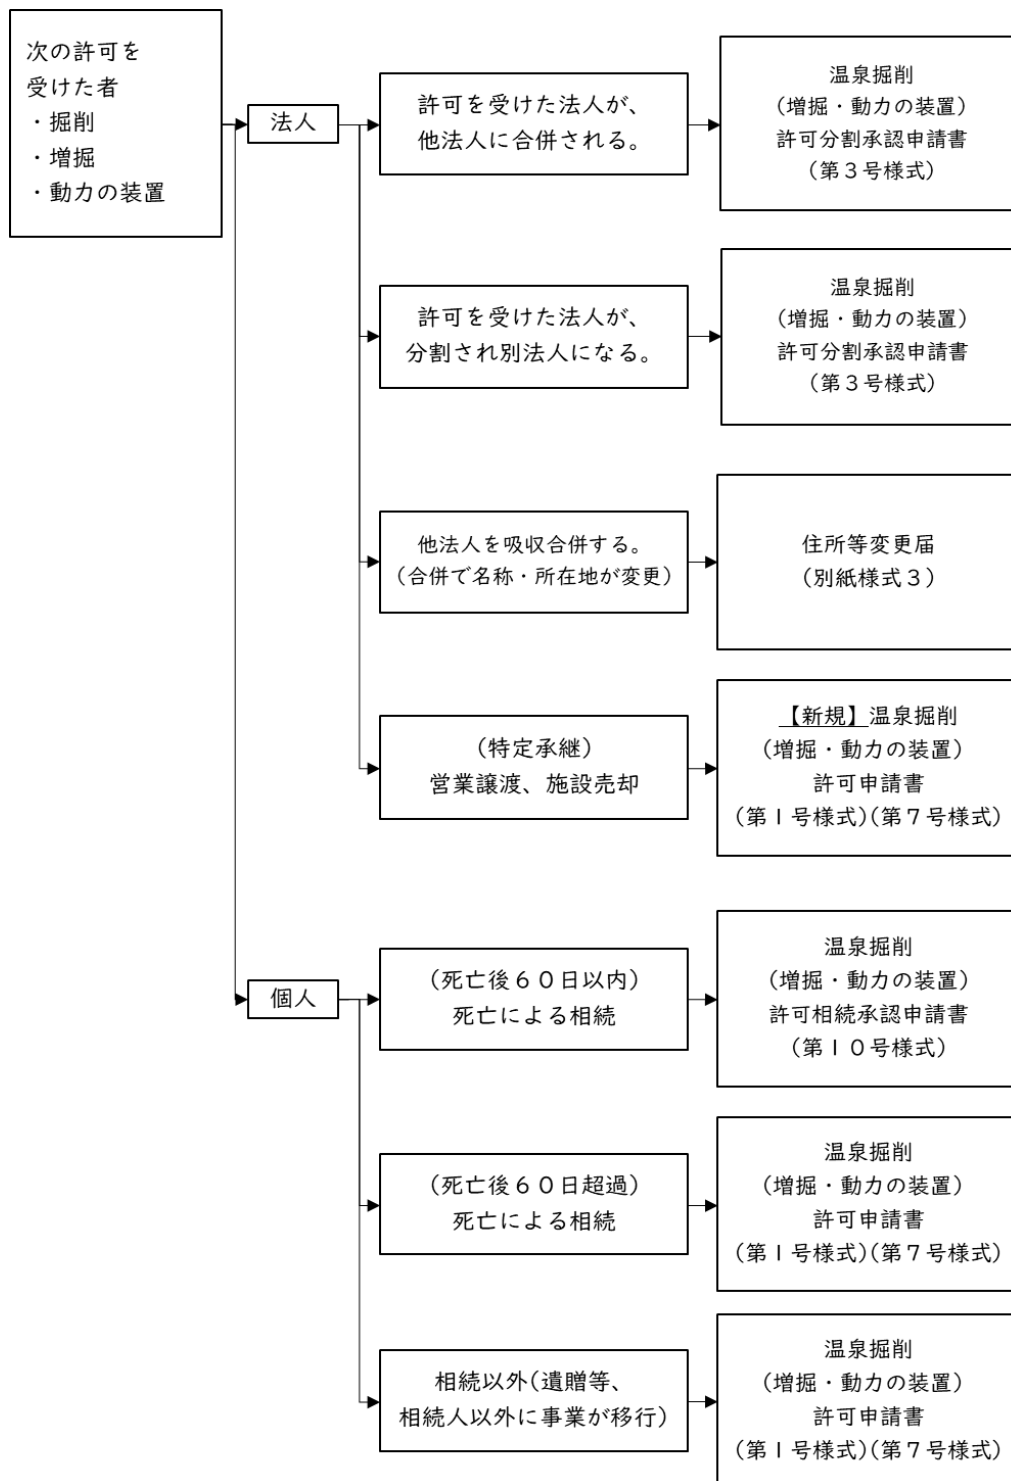 次の許可を
受けた者
・掘削
・増掘
・動力の装置
法人
許可を受けた法人が、
他法人に合併される。
温泉掘削
(増掘・動力の装置)
許可分割承認申請書
(第3号様式)
許可を受けた法人が、
分割され別法人になる。
温泉掘削
(増掘・動力の装置)
許可分割承認申請書
(第3号様式)
他法人を吸収合併する。
(合併で名称・所在地が変更)
住所等変更届
(別紙様式3)
(特定承継)
営業譲渡、施設売却
【新規】温泉掘削
(増掘・動力の装置)
許可申請書
(第1号様式)(第7号様式)
個人
(死亡後60日以内)
死亡による相続
温泉掘削
(増掘・動力の装置)
許可相続承認申請書
(第10号様式)
(死亡後60日超過)
死亡による相続
温泉掘削
(増掘・動力の装置)
許可申請書
(第1号様式)(第7号様式)
相続以外(遺贈等、
相続人以外に事業が移行)
温泉掘削
(増掘・動力の装置)
許可申請書
(第1号様式)(第7号様式)